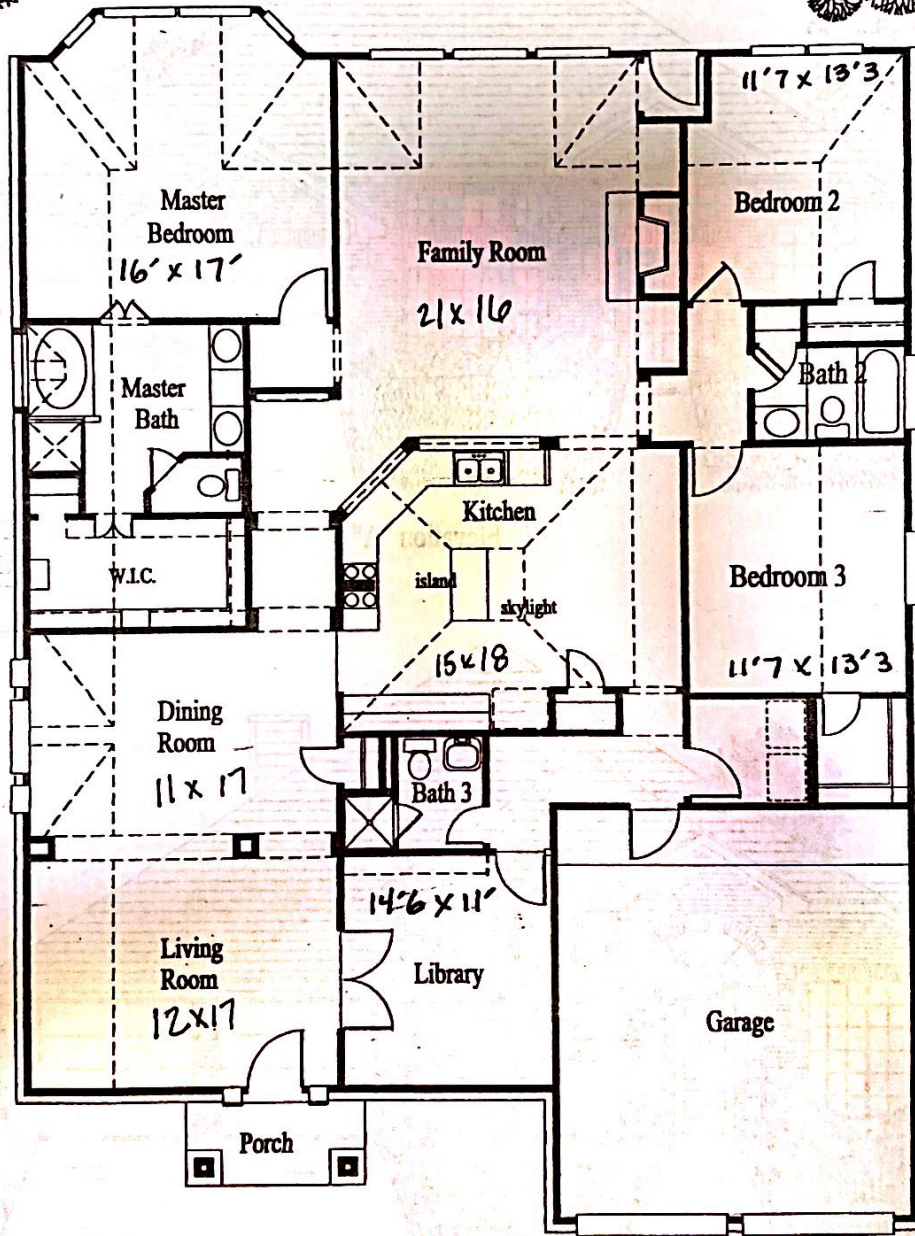 11'7 x 13'3
Master
Bedroom
16' x 17'
Family Room
21 x 16
Bedroom 2
Master
Bath
Bath 2
Kitchen
W.I.C.
island
skylight
15 x 18
Bedroom 3
11'7 x 13'3
Dining
Room
11 x 17
Bath 3
14'6 x 11'
Living
Room
12 x 17
Library
Garage
Porch